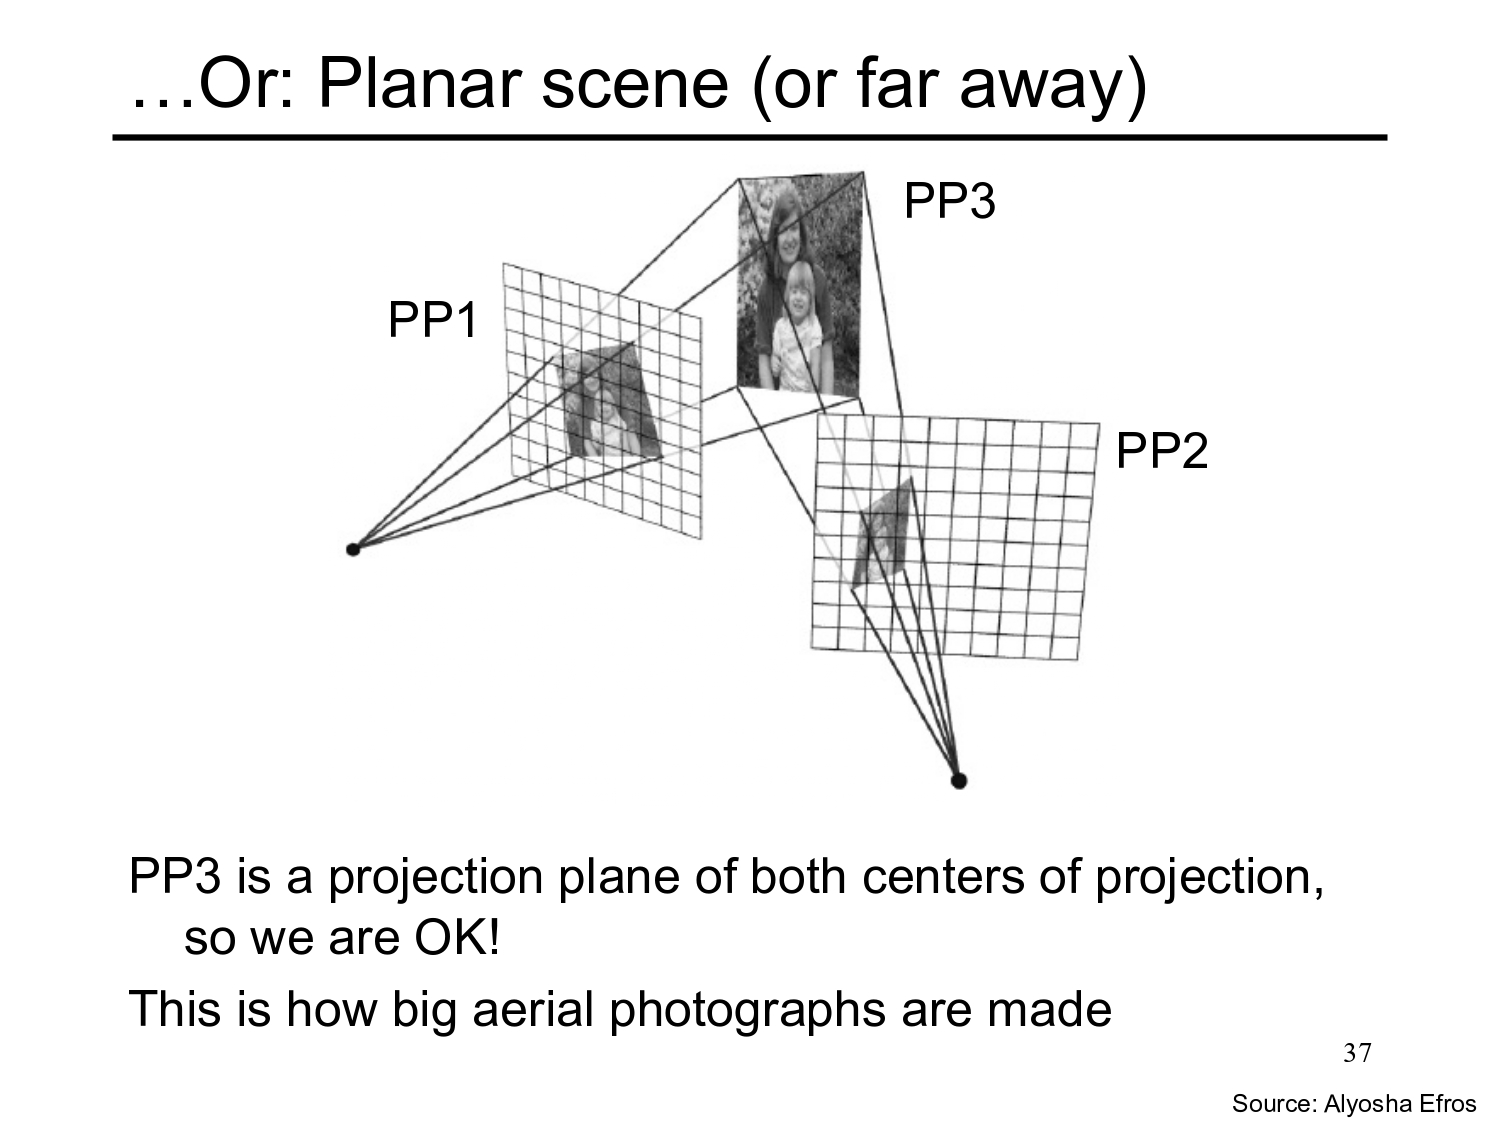 …Or: Planar scene (or far away)
PP3
PP1
PP2
PP3 is a projection plane of both centers of projection,
so we are OK!
This is how big aerial photographs are made
37
Source: Alyosha Efros